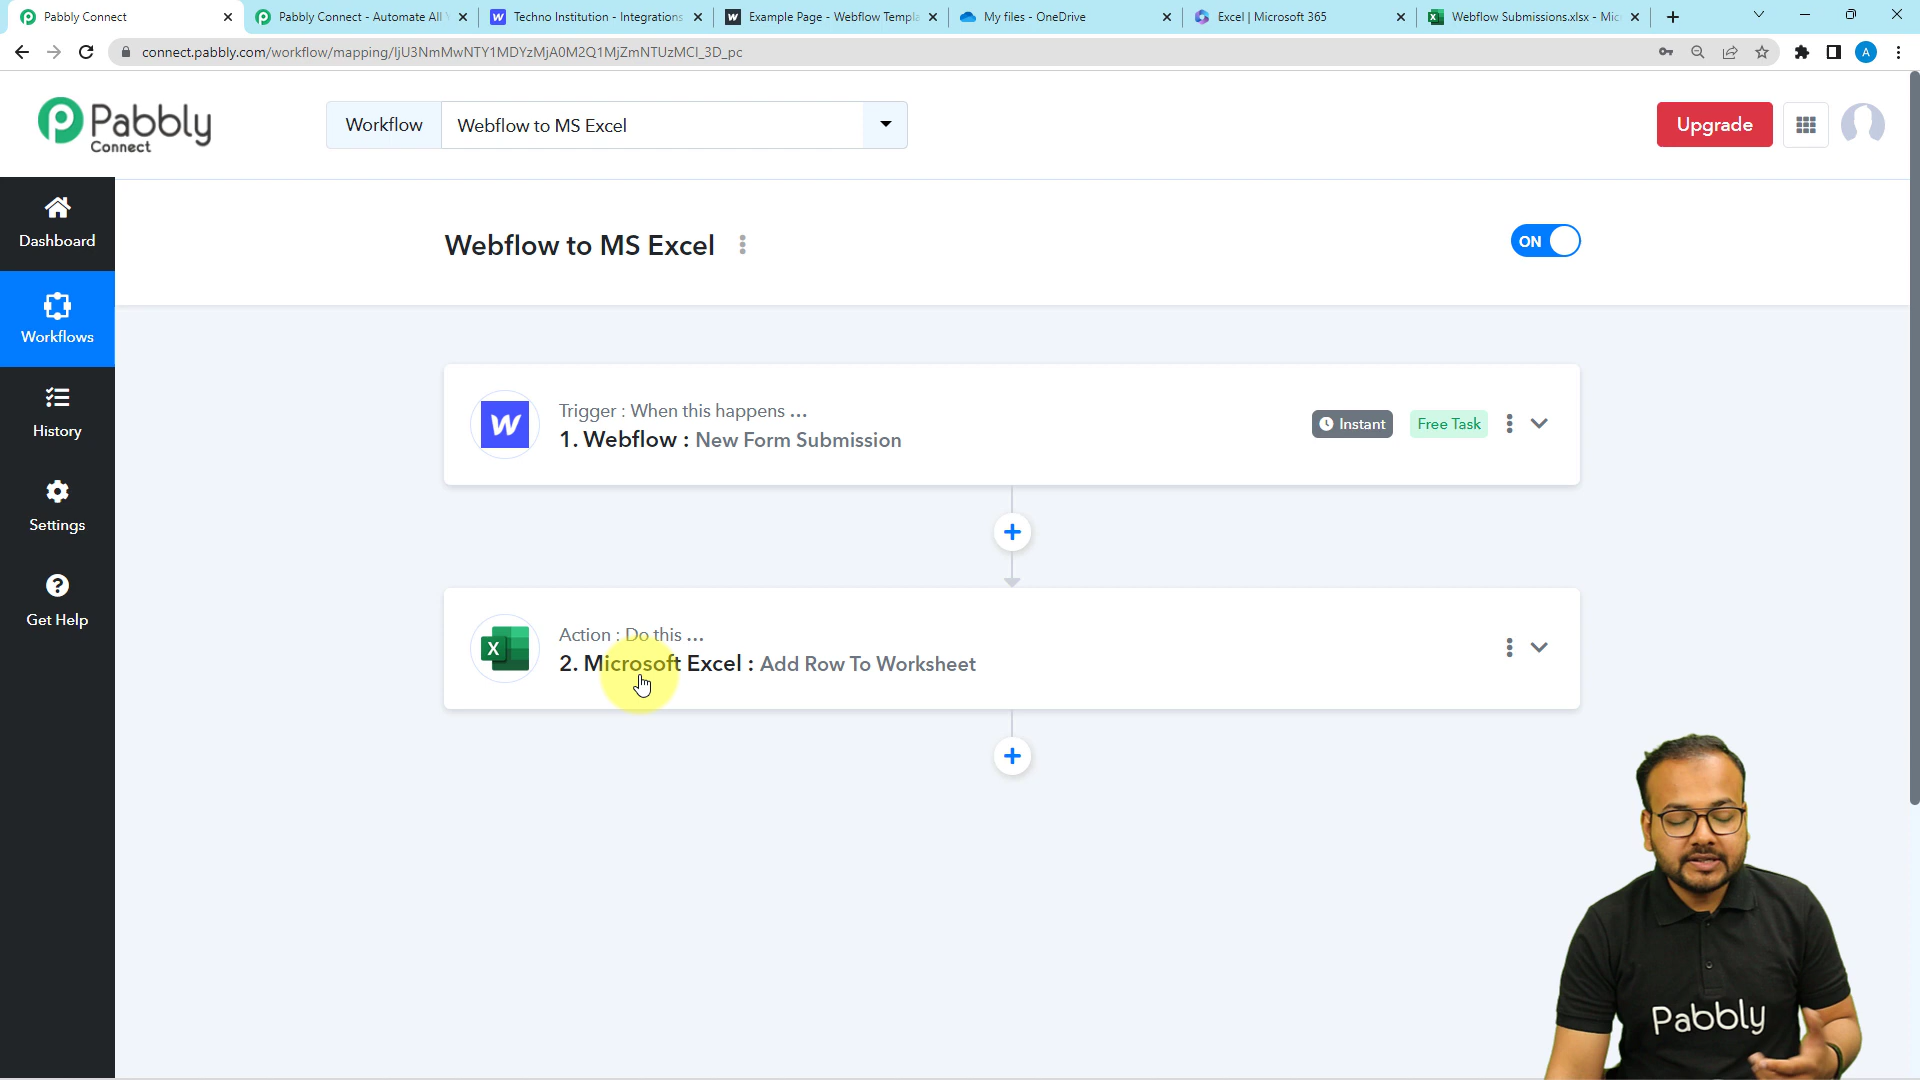 Pabbly Connect
Pabbly Connect - Automate All
Techno Institution - Integrations
Example Page - Webflow Templa
My files - OneDrive
Excel | Microsoft 365
Webflow Submissions.xlsx - Mic
connect.pabbly.com/workflow/mapping/IjU3NmMwNTY1MDYzMjA0M2Q1MjZmNTUzMCI_3D_pc
A
Pabbly
Connect
Workflow
Webflow to MS Excel
Upgrade
Dashboard
Workflows
History
Settings
Get Help
Webflow to MS Excel
ON
Trigger : When this happens ...
1. Webflow : New Form Submission
Instant
Free Task
Action : Do this ...
2. Microsoft Excel : Add Row To Worksheet
Pabbly